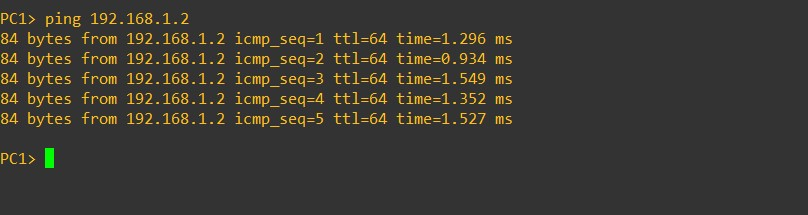 PC1> ping 192.168.1.2
84 bytes from 192.168.1.2 icmp_seq=1 ttl=64 time=1.296 ms
84 bytes from 192.168.1.2 icmp_seq=2 ttl=64 time=0.934 ms
84 bytes from 192.168.1.2 icmp_seq=3 ttl=64 time=1.549 ms
84 bytes from 192.168.1.2 icmp_seq=4 ttl=64 time=1.352 ms
84 bytes from 192.168.1.2 icmp_seq=5 ttl=64 time=1.527 ms
PC1>